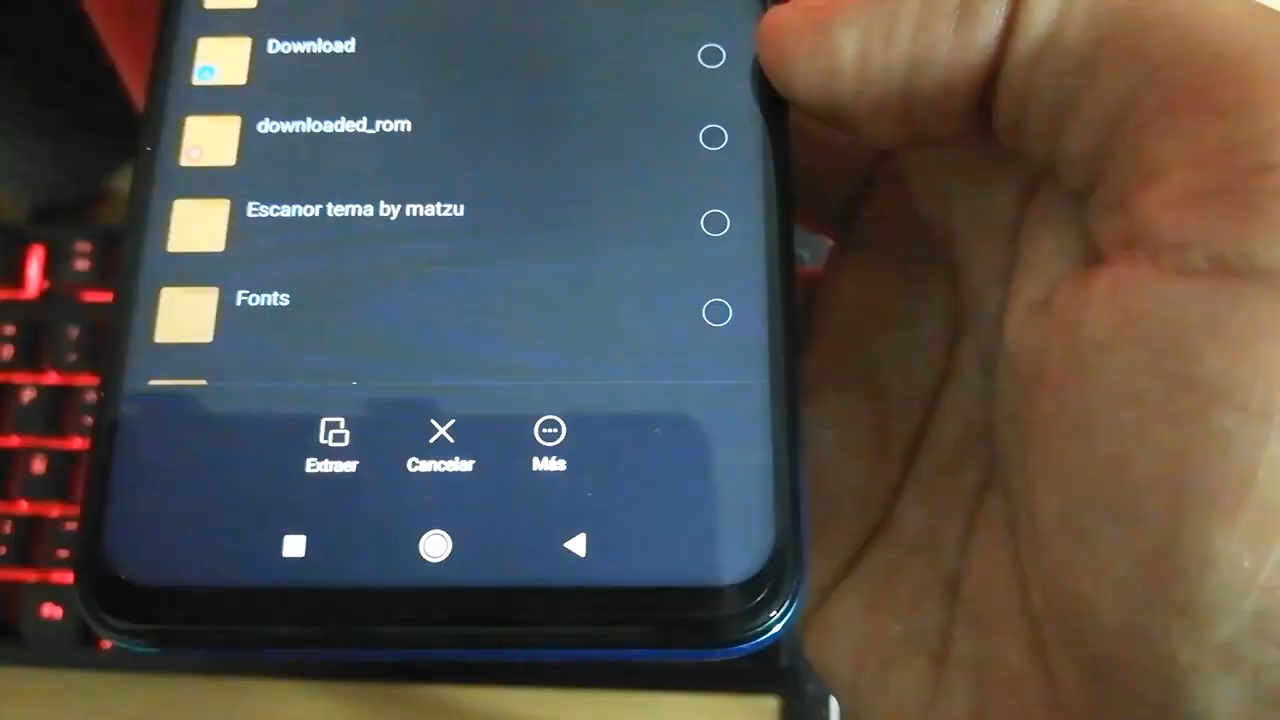 Download
downloaded_rom
Escanor tema by matzu
Fonts
Extraer
Cancelar
Más